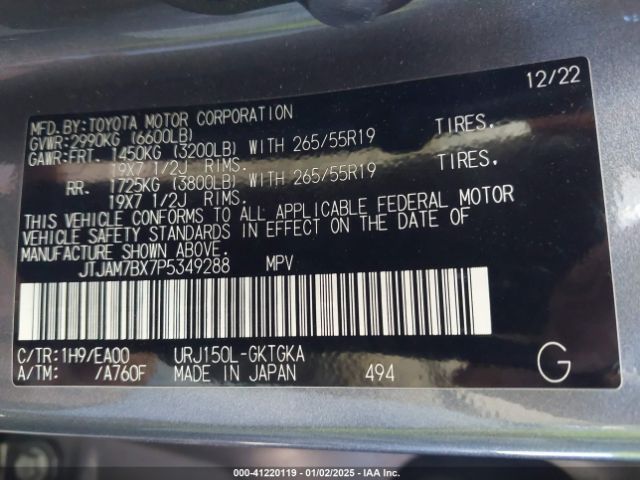 12/22
MFD.BY:TOYOTA MOTOR CORPORATION
GVWR:2990KG (6600LB)
GAWR:FRT. 1450KG (3200LB) WITH 265/55R19 TIRES.
19X7 1/2J RIMS.
RR. 1725KG (3800LB) WITH 265/55R19 TIRES.
19X7 1/2J RIMS.
THIS VEHICLE CONFORMS TO ALL APPLICABLE FEDERAL MOTOR
VEHICLE SAFETY STANDARDS IN EFFECT ON THE DATE OF
MANUFACTURE SHOWN ABOVE.
JTJAM7BX7P5349288 MPV
C/TR:1H9/EA00 URJ150L-GKTGKA
A/TM: /A760F MADE IN JAPAN 494 G
000-41220119 - 01/02/2025 - IAA Inc.